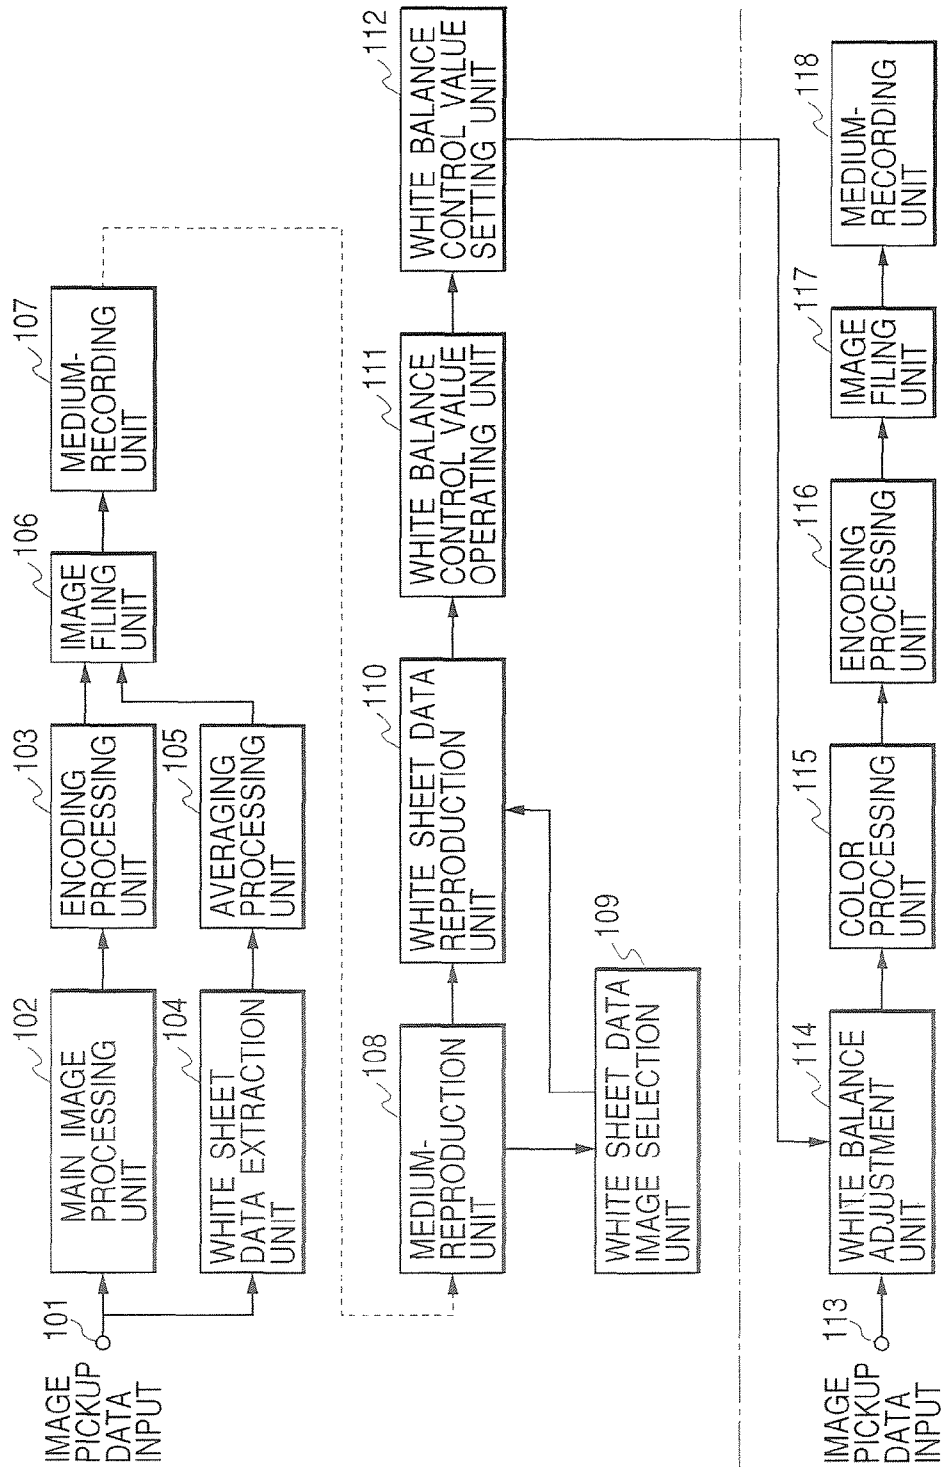 IMAGE
PICKUP
DATA
INPUT
101
102
MAIN IMAGE
PROCESSING
UNIT
103
ENCODING
PROCESSING
UNIT
104
WHITE SHEET
DATA EXTRACTION
UNIT
105
AVERAGING
PROCESSING
UNIT
106
IMAGE
FILING
UNIT
107
MEDIUM-
RECORDING
UNIT
108
MEDIUM-
REPRODUCTION
UNIT
109
WHITE SHEET DATA
IMAGE SELECTION
UNIT
110
WHITE SHEET DATA
REPRODUCTION
UNIT
111
WHITE BALANCE
CONTROL VALUE
OPERATING UNIT
112
WHITE BALANCE
CONTROL VALUE
SETTING UNIT
IMAGE
PICKUP
DATA
INPUT
113
114
WHITE BALANCE
ADJUSTMENT
UNIT
115
COLOR
PROCESSING
UNIT
116
ENCODING
PROCESSING
UNIT
117
IMAGE
FILING
UNIT
118
MEDIUM-
RECORDING
UNIT